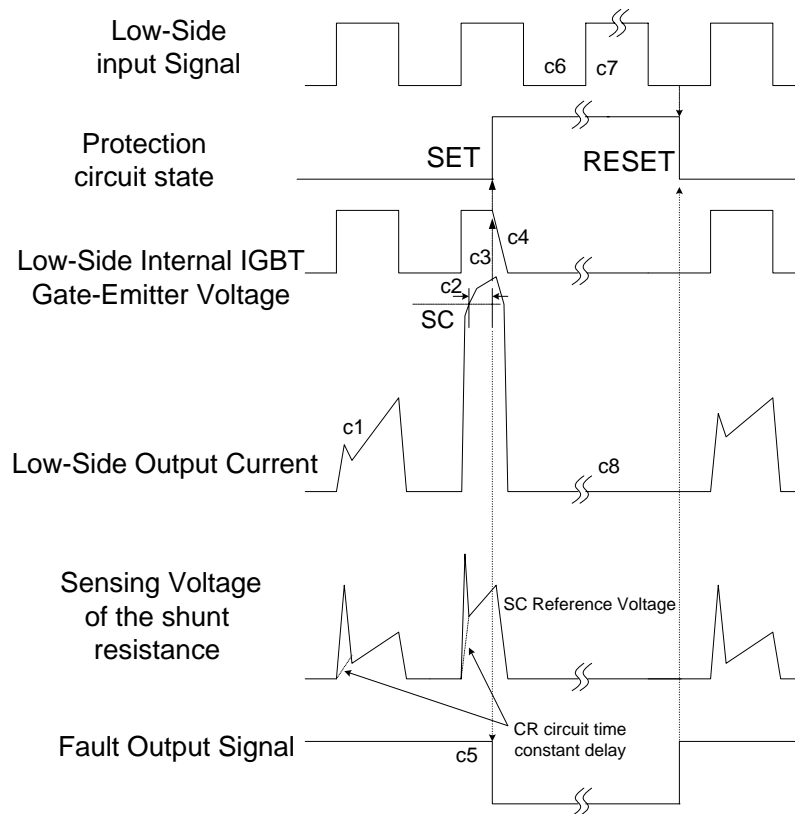 Low-Side
input Signal
c6
c7
Protection
circuit state
SET
RESET
Low-Side Internal IGBT
Gate-Emitter Voltage
c3
c4
c2
SC
c1
Low-Side Output Current
c8
Sensing Voltage
of the shunt
resistance
SC Reference Voltage
CR circuit time
constant delay
Fault Output Signal
c5